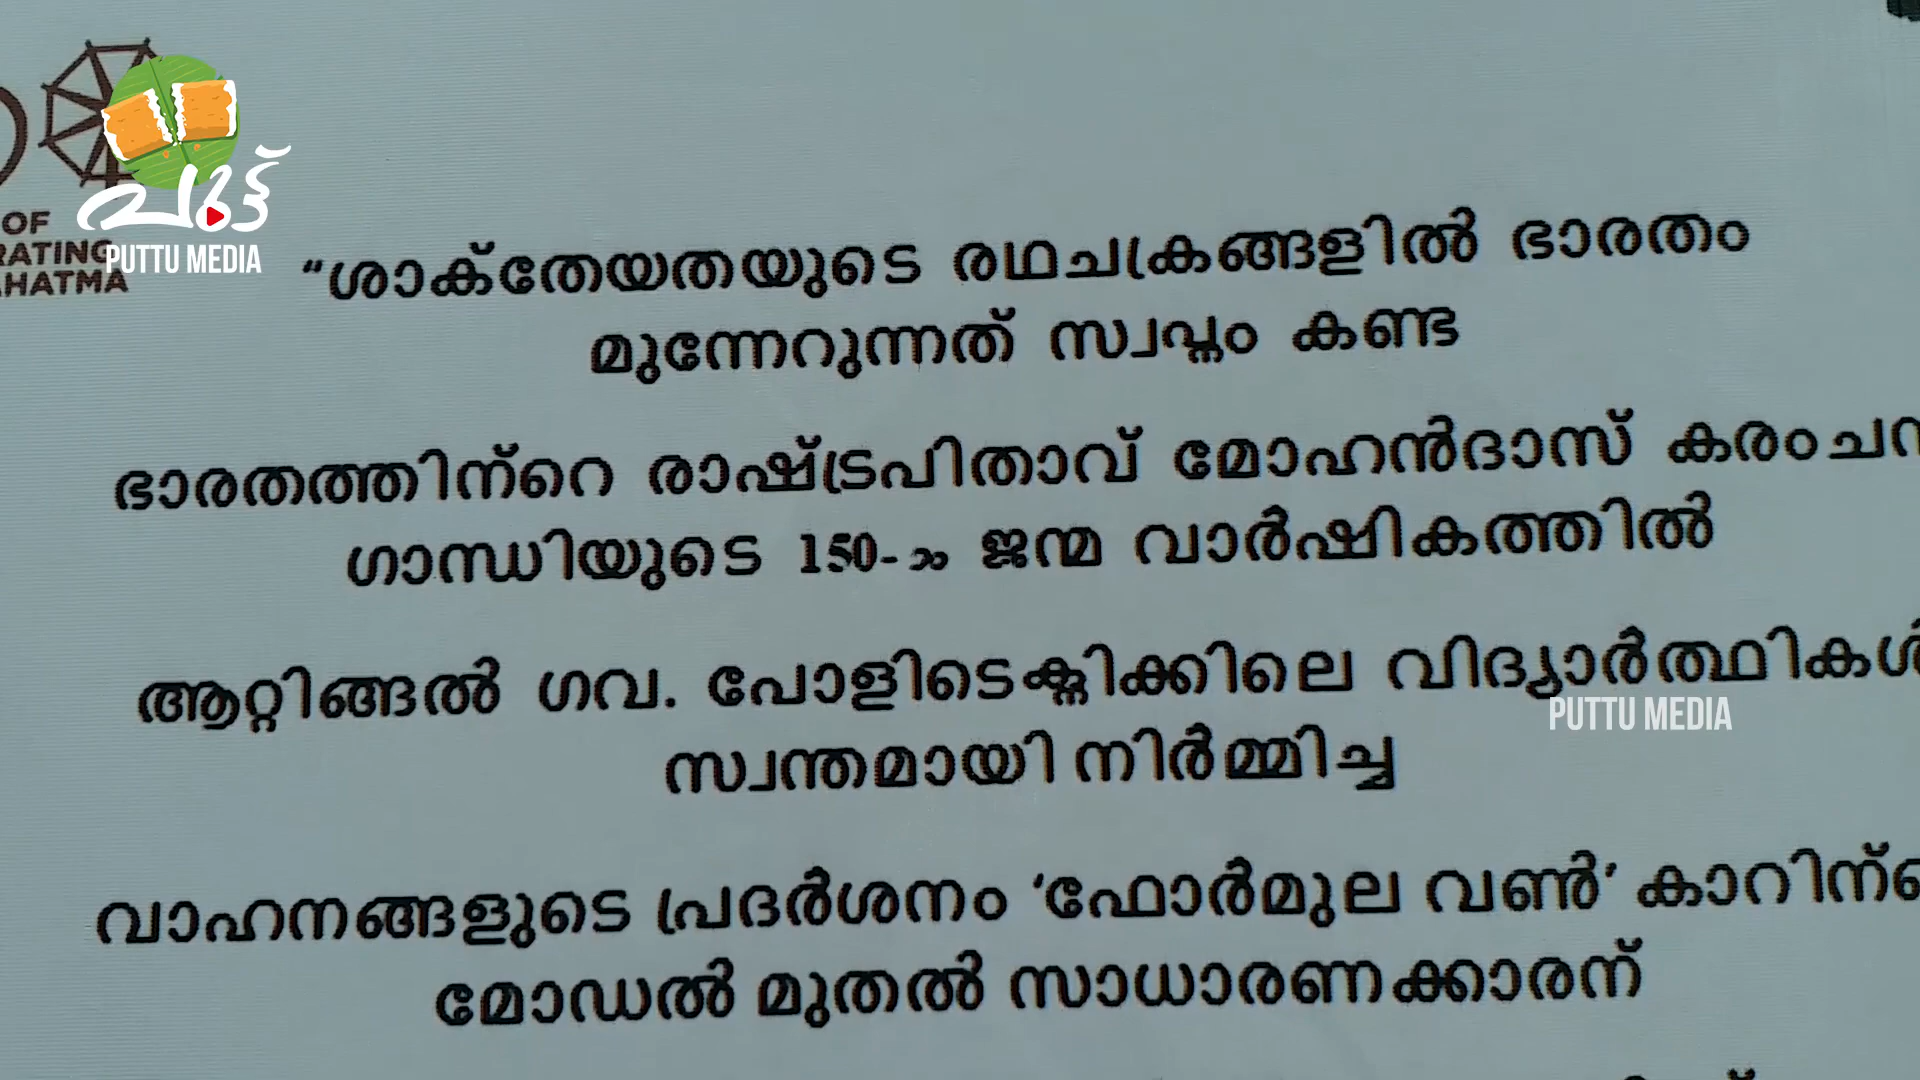 പുട്ട്
PUTTU MEDIA
OF
RATING
HATMA
“ശാക്തേയതയുടെ രഥചക്രങ്ങളിൽ ഭാരതം
മുന്നേറുന്നത് സ്വപ്നം കണ്ട
ഭാരതത്തിന്റെ രാഷ്ട്രപിതാവ് മോഹൻദാസ് കരംചന
ഗാന്ധിയുടെ 150-ാം ജന്മ വാർഷികത്തിൽ
ആറ്റിങ്ങൽ ഗവ. പോളിടെക്നിക്കിലെ വിദ്യാർത്ഥികൾ
PUTTU MEDIA
സ്വന്തമായി നിർമ്മിച്ച
വാഹനങ്ങളുടെ പ്രദർശനം ‘ഫോർമുല വൺ’ കാറിന്റെ
മോഡൽ മുതൽ സാധാരണക്കാരന്